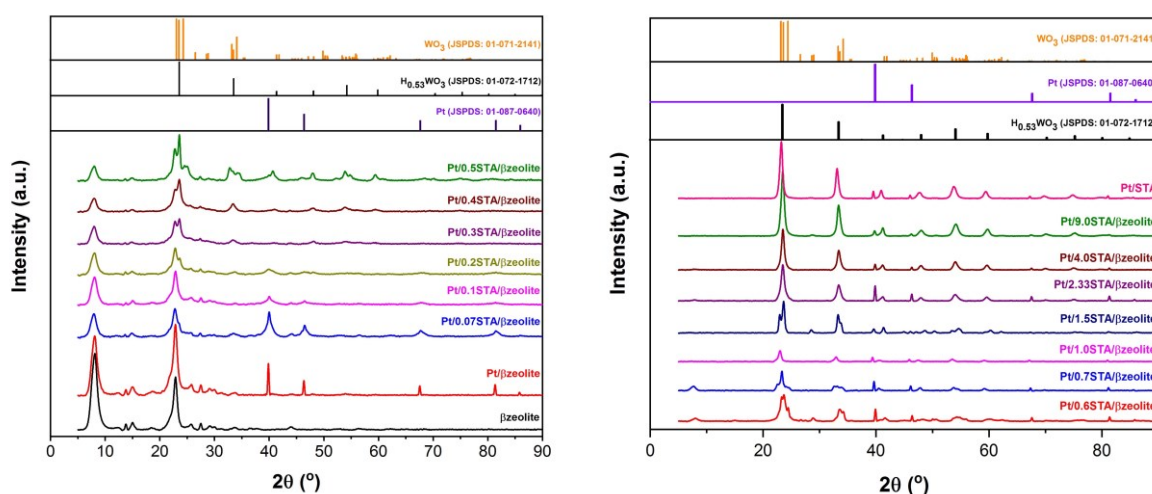 WO3 (JSPDS: 01-071-2141)
H0.53WO3 (JSPDS: 01-072-1712)
Pt (JSPDS: 01-087-0640)
Pt/0.5STA/βzeolite
Pt/0.4STA/βzeolite
Pt/0.3STA/βzeolite
Pt/0.2STA/βzeolite
Pt/0.1STA/βzeolite
Pt/0.07STA/βzeolite
Pt/βzeolite
βzeolite
Intensity (a.u.)
0 10 20 30 40 50 60 70 80 90
2θ (°)
WO3 (JSPDS: 01-071-2141)
Pt (JSPDS: 01-087-0640)
H0.53WO3 (JSPDS: 01-072-1712)
Pt/STA
Pt/9.0STA/βzeolite
Pt/4.0STA/βzeolite
Pt/2.33STA/βzeolite
Pt/1.5STA/βzeolite
Pt/1.0STA/βzeolite
Pt/0.7STA/βzeolite
Pt/0.6STA/βzeolite
Intensity (a.u.)
0 20 40 60 80
2θ (°)